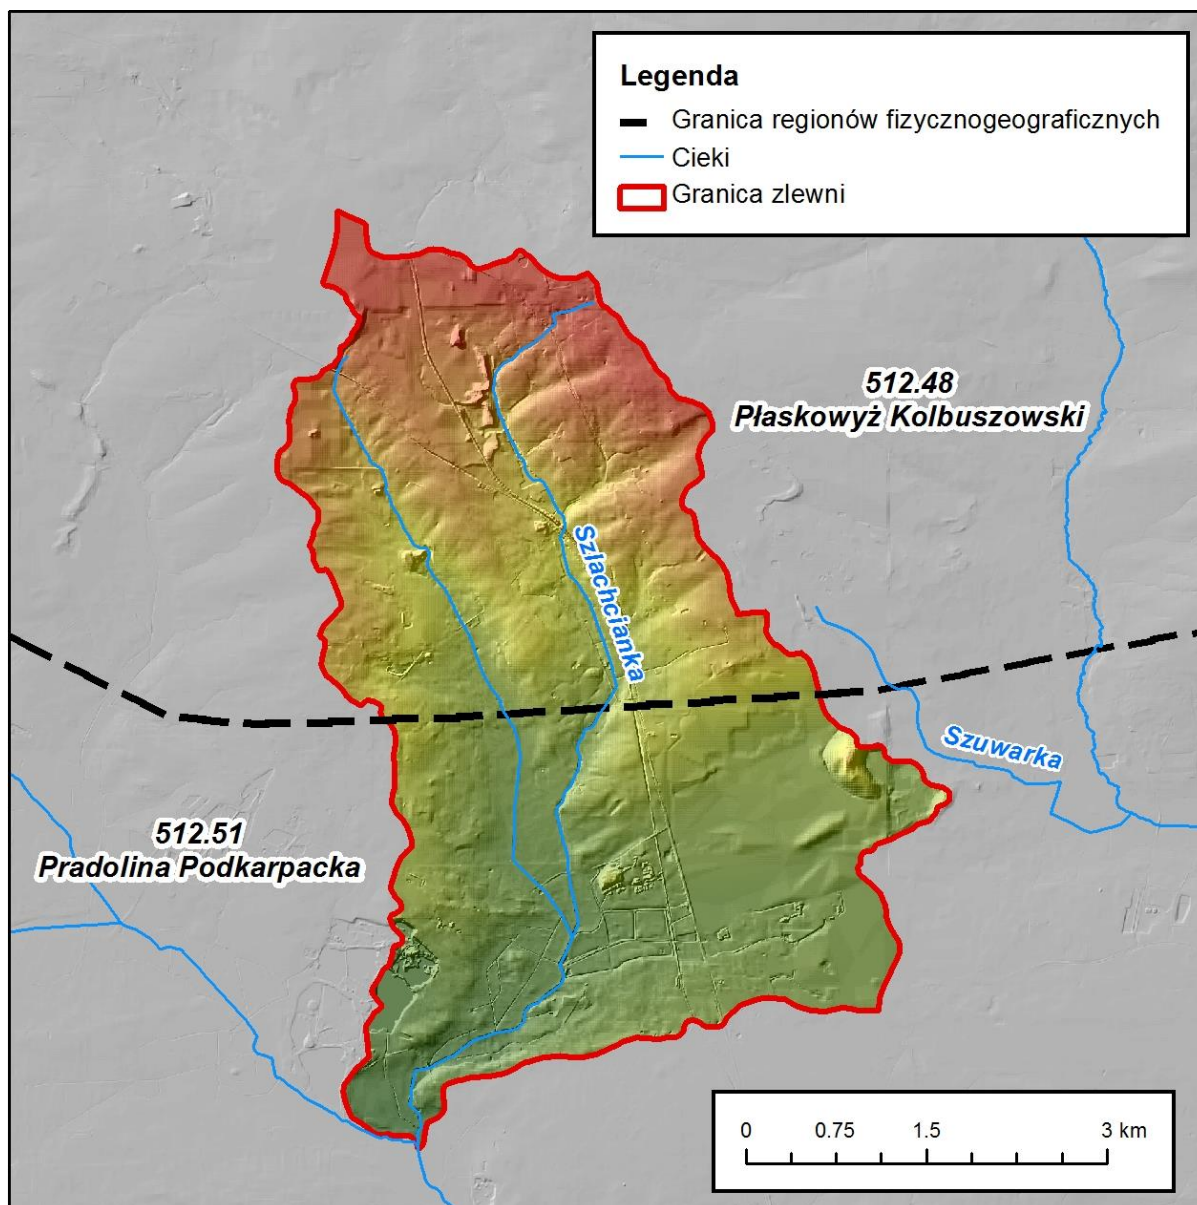 Legenda
Granica regionów fizycznogeograficznych
Cieki
Granica zlewni
512.48
Płaskowyż Kolbuszowski
Szlachcianka
Szuwarka
512.51
Pradolina Podkarpacka
0 0.75 1.5 3 km